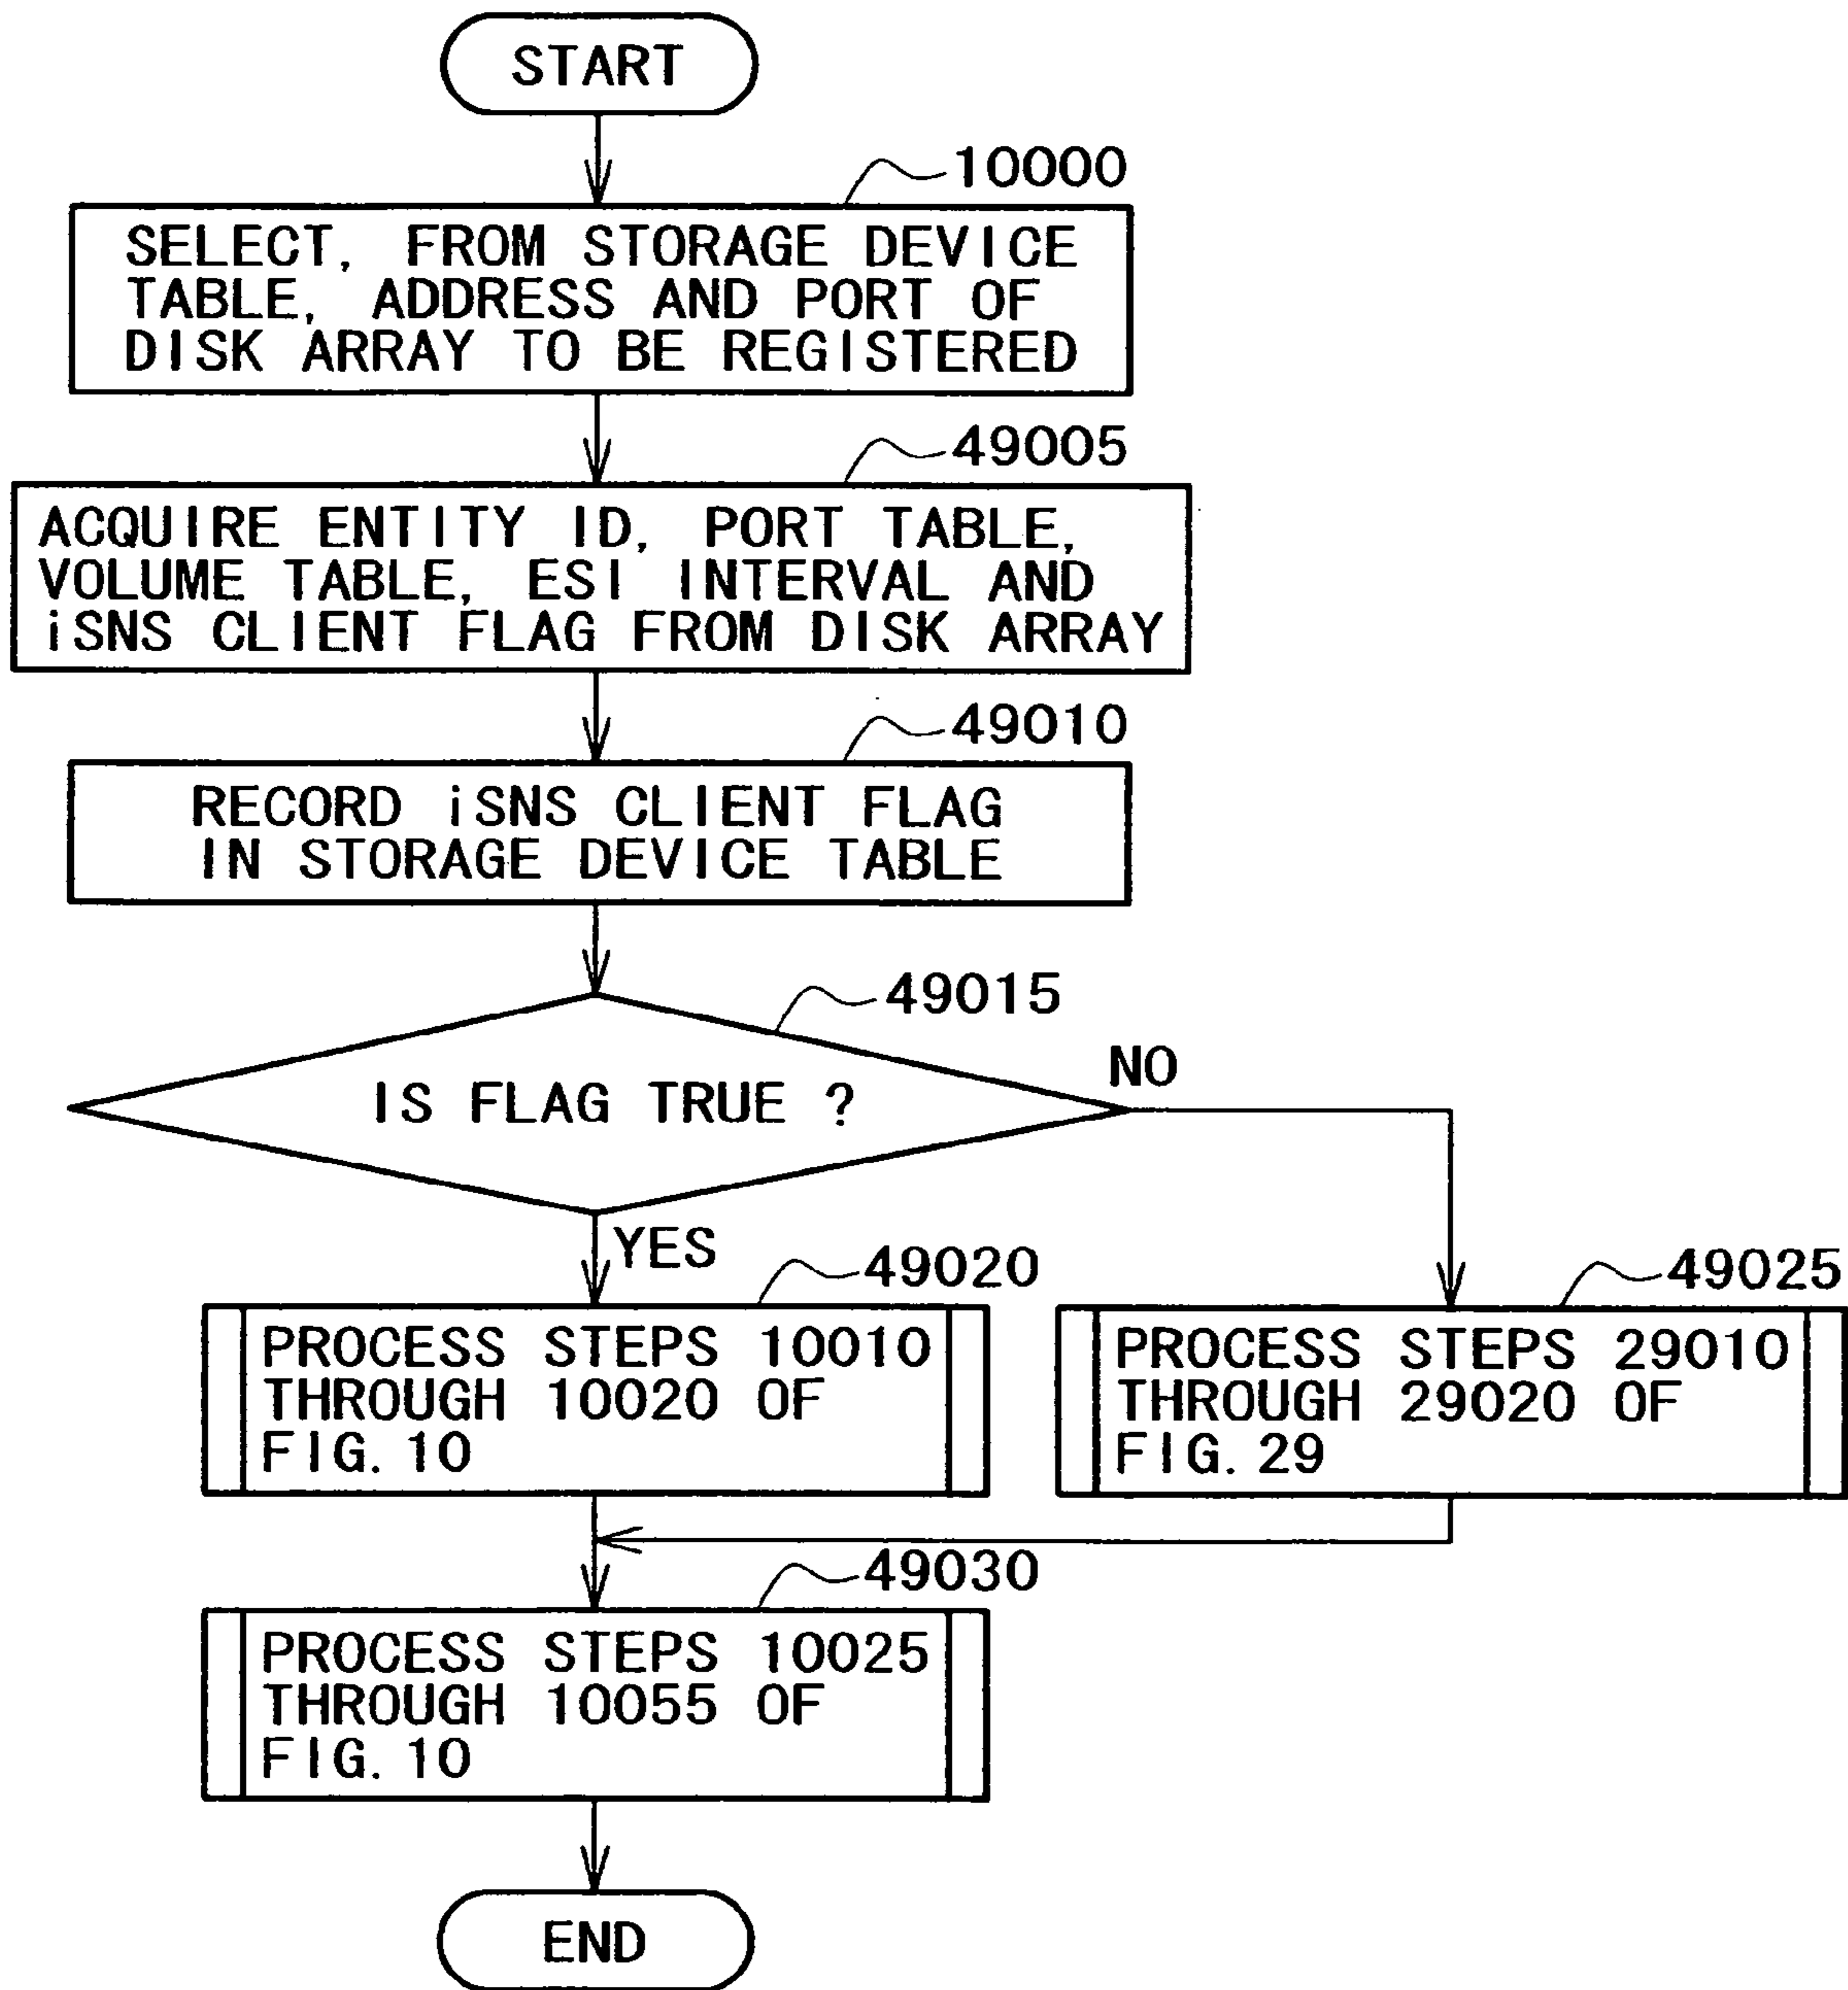 START
10000
SELECT, FROM STORAGE DEVICE
TABLE, ADDRESS AND PORT OF
DISK ARRAY TO BE REGISTERED
49005
ACQUIRE ENTITY ID, PORT TABLE,
VOLUME TABLE, ESI INTERVAL AND
iSNS CLIENT FLAG FROM DISK ARRAY
49010
RECORD iSNS CLIENT FLAG
IN STORAGE DEVICE TABLE
49015
IS FLAG TRUE ?
NO
YES
49020
PROCESS STEPS 10010
THROUGH 10020 OF
FIG. 10
49025
PROCESS STEPS 29010
THROUGH 29020 OF
FIG. 29
49030
PROCESS STEPS 10025
THROUGH 10055 OF
FIG. 10
END